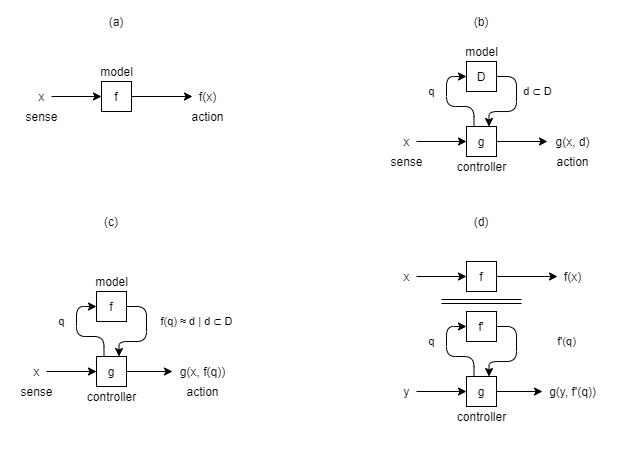 (a)
model
x
f
f(x)
sense
action
(b)
model
D
q
d ⊂ D
x
g
g(x, d)
sense
controller
action
(c)
model
f
q
f(q) ≈ d | d ⊂ D
x
g
g(x, f(q))
sense
controller
action
(d)
x
f
f(x)
f'
q
f'(q)
y
g
g(y, f'(q))
controller